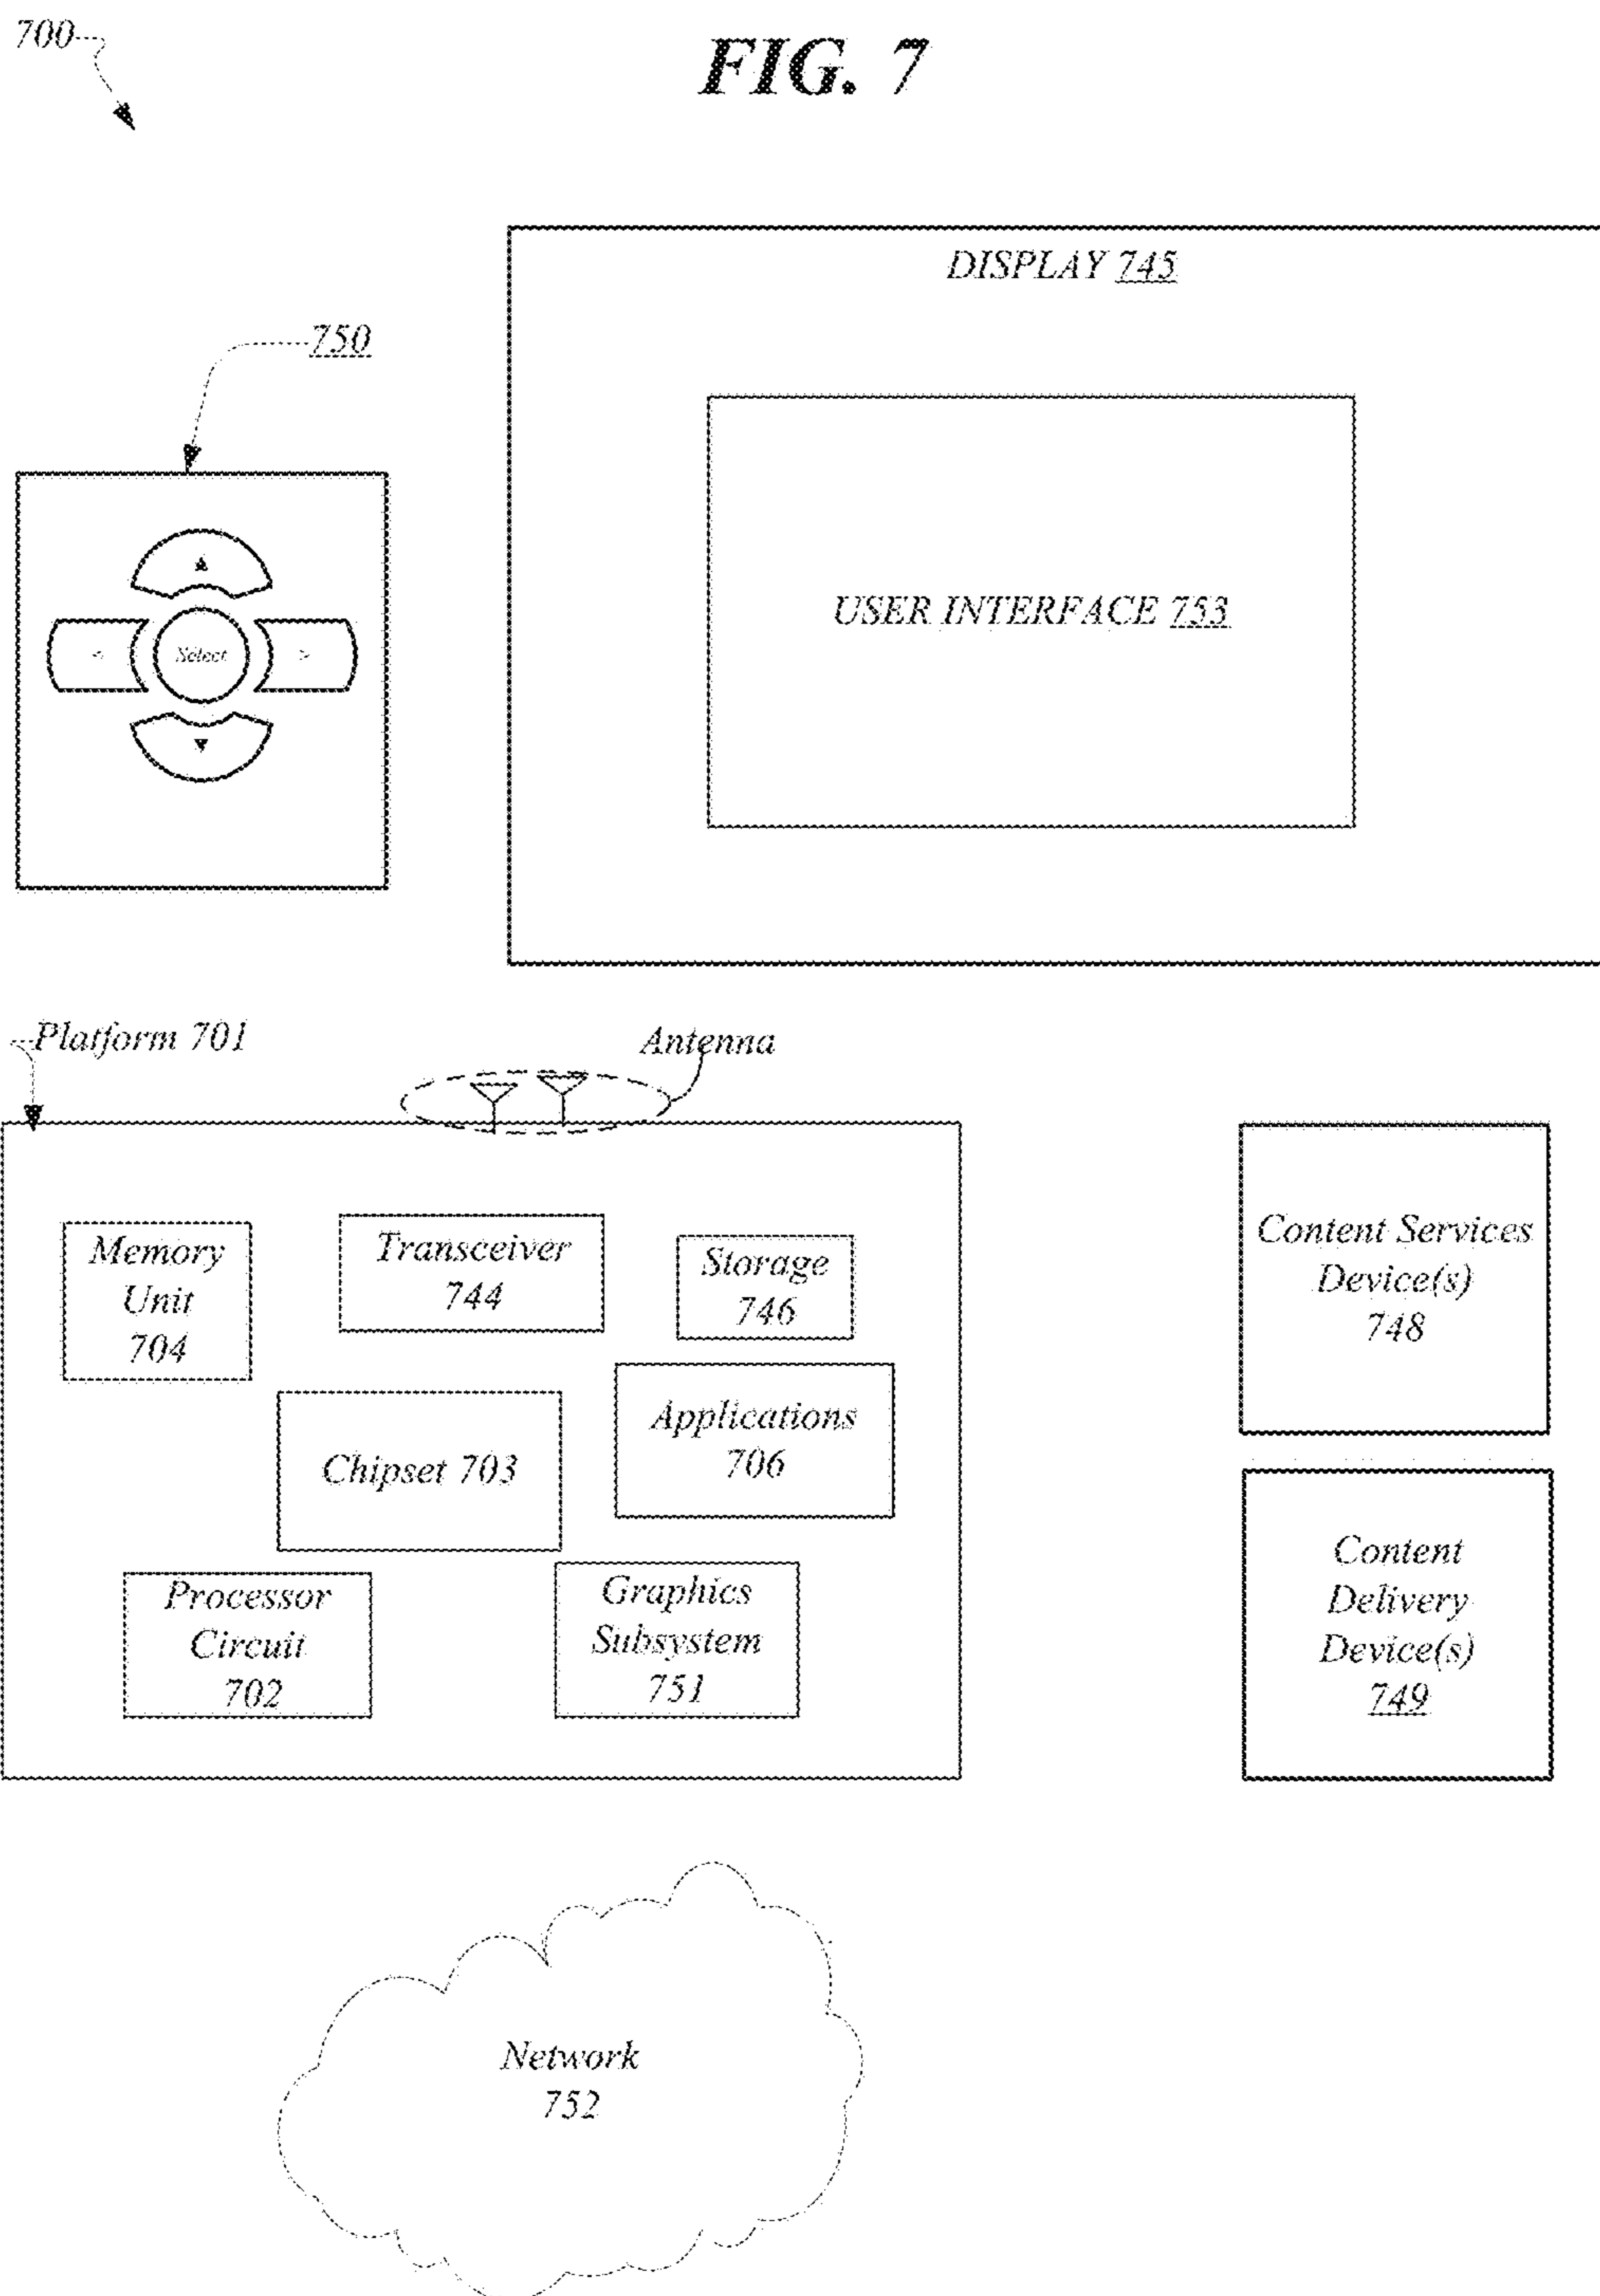 700
FIG. 7
DISPLAY 745
750
USER INTERFACE 753
▲
< Select >
▼
Platform 701
Antenna
Memory
Unit
704
Transceiver
744
Storage
746
Chipset 703
Applications
706
Processor
Circuit
702
Graphics
Subsystem
751
Content Services
Device(s)
748
Content
Delivery
Device(s)
749
Network
752